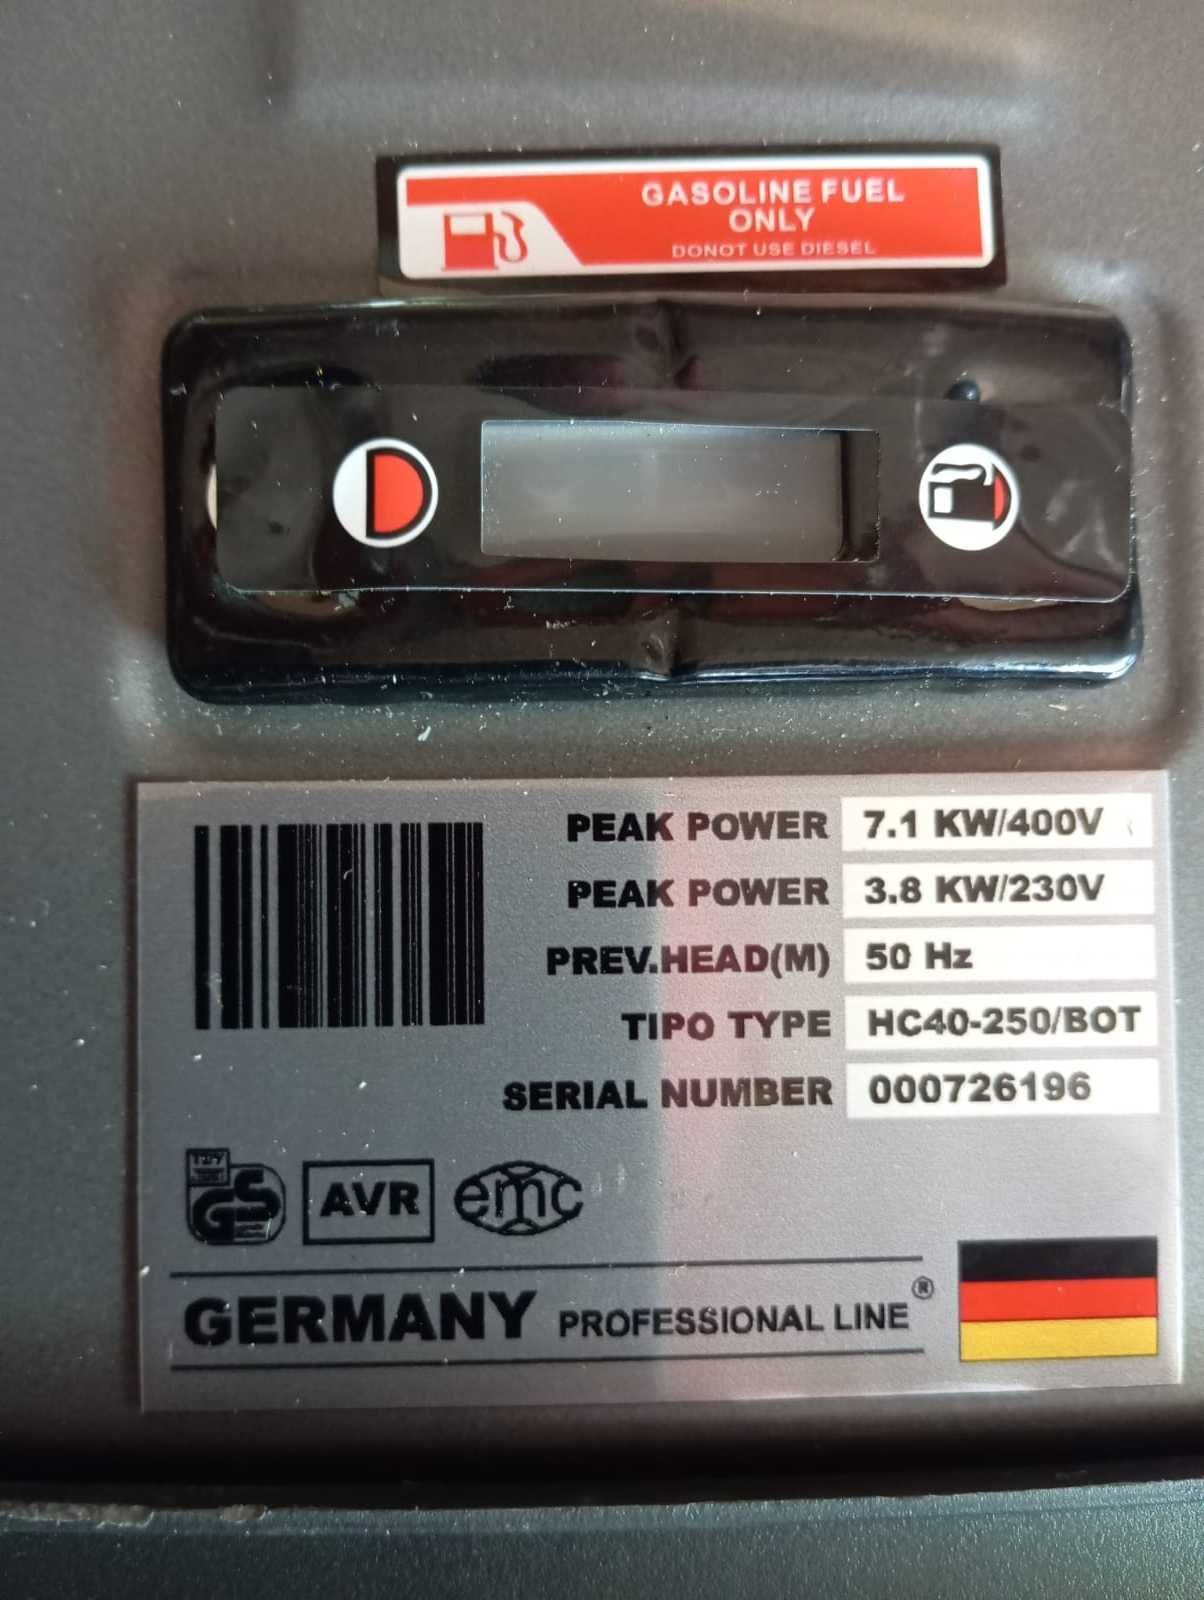 GASOLINE FUEL
ONLY
DONOT USE DIESEL
PEAK POWER 7.1 KW/400V
PEAK POWER 3.8 KW/230V
PREV.HEAD(M) 50 Hz
TIPO TYPE HC40-250/BOT
SERIAL NUMBER 000726196
GS AVR emc
GERMANY PROFESSIONAL LINE®